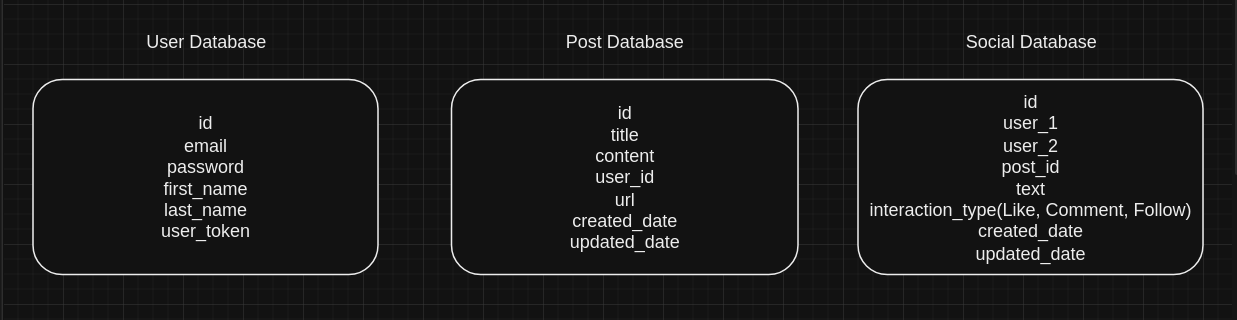 User Database
id
email
password
first_name
last_name
user_token
Post Database
id
title
content
user_id
url
created_date
updated_date
Social Database
id
user_1
user_2
post_id
text
interaction_type(Like, Comment, Follow)
created_date
updated_date